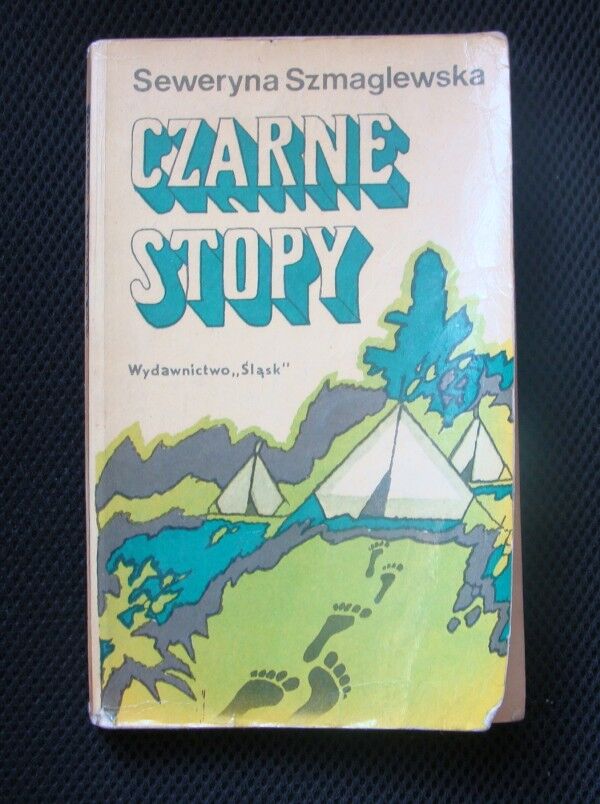 Seweryna Szmaglewska
CZARNE
STOPY
Wydawnictwo „Śląsk"